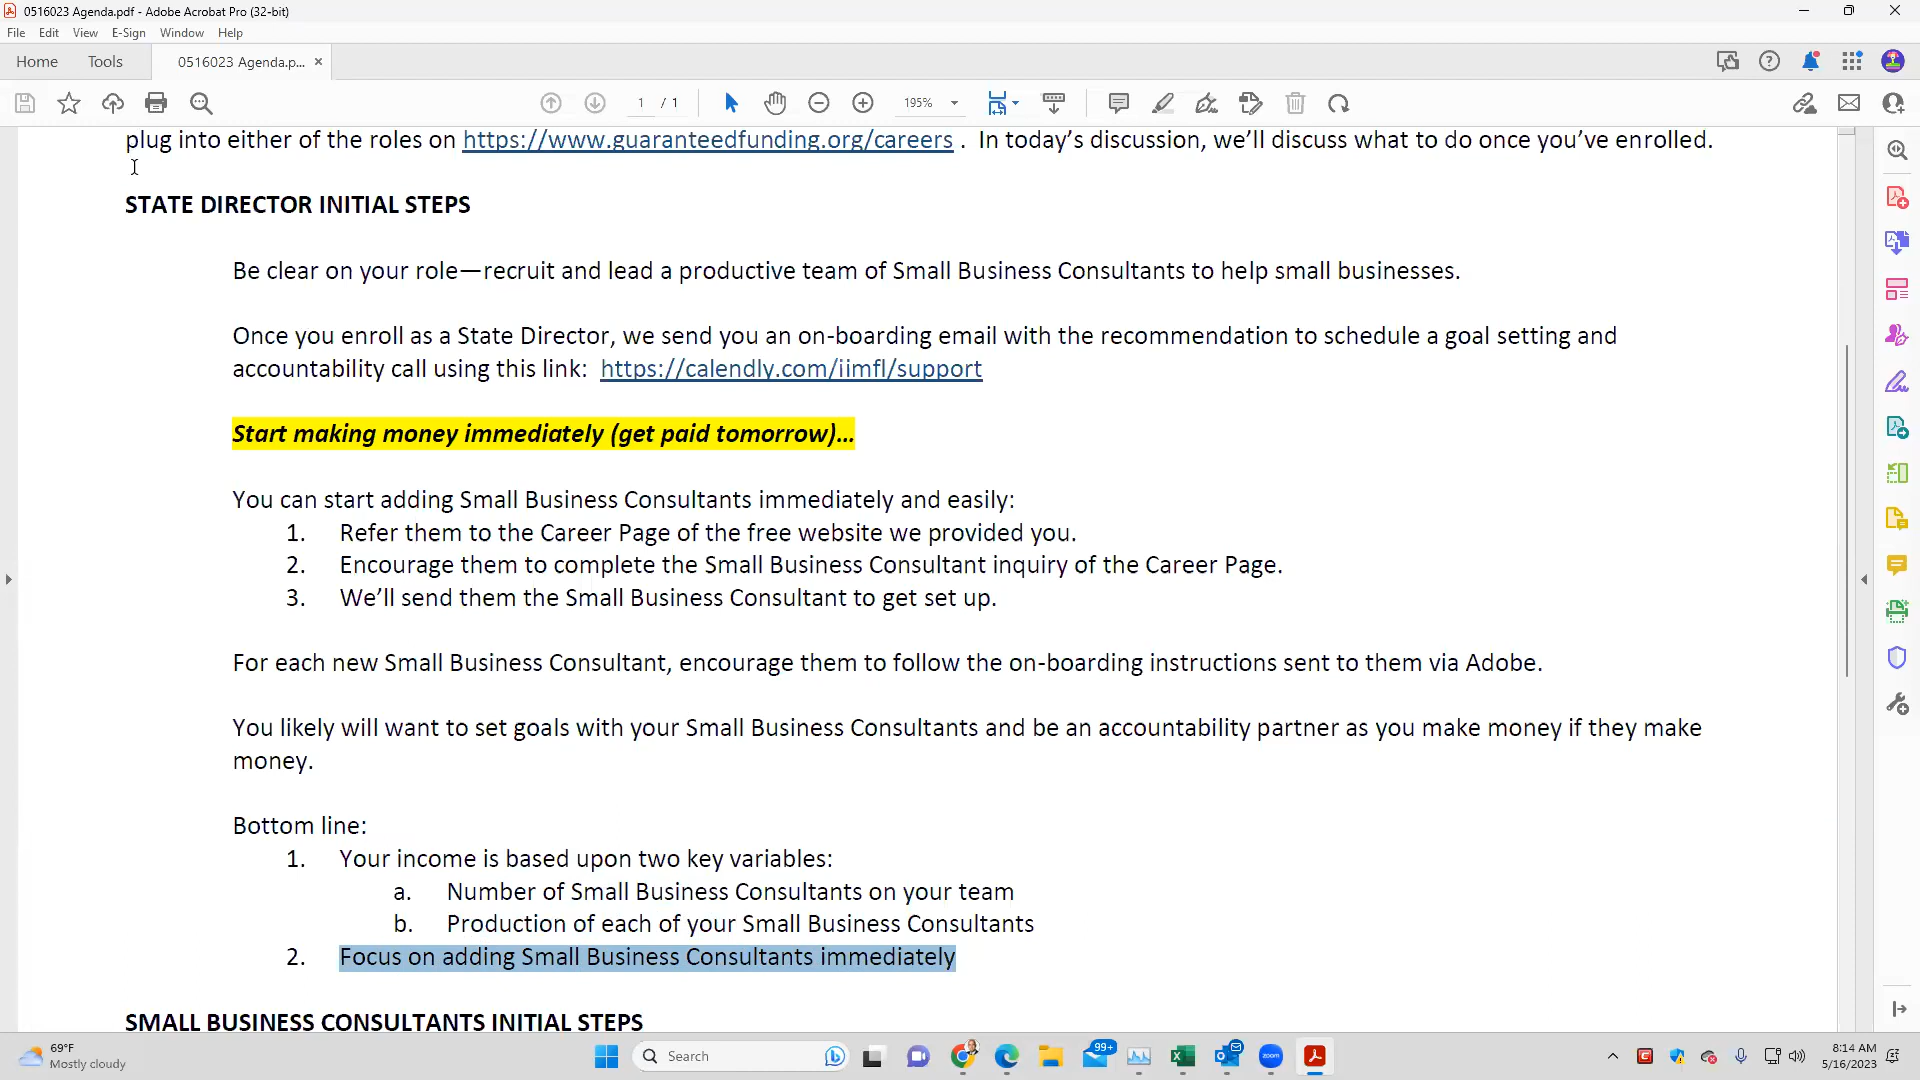 0516023 Agenda.pdf - Adobe Acrobat Pro (32-bit)
File Edit View E-Sign Window Help
Home Tools 0516023 Agenda.p... ×
1 / 1 195%
plug into either of the roles on https://www.guaranteedfunding.org/careers . In today’s discussion, we’ll discuss what to do once you’ve enrolled.
STATE DIRECTOR INITIAL STEPS
Be clear on your role—recruit and lead a productive team of Small Business Consultants to help small businesses.
Once you enroll as a State Director, we send you an on-boarding email with the recommendation to schedule a goal setting and
accountability call using this link: https://calendly.com/iimfl/support
Start making money immediately (get paid tomorrow)…
You can start adding Small Business Consultants immediately and easily:
1. Refer them to the Career Page of the free website we provided you.
2. Encourage them to complete the Small Business Consultant inquiry of the Career Page.
3. We’ll send them the Small Business Consultant to get set up.
For each new Small Business Consultant, encourage them to follow the on-boarding instructions sent to them via Adobe.
You likely will want to set goals with your Small Business Consultants and be an accountability partner as you make money if they make
money.
Bottom line:
1. Your income is based upon two key variables:
a. Number of Small Business Consultants on your team
b. Production of each of your Small Business Consultants
2. Focus on adding Small Business Consultants immediately
SMALL BUSINESS CONSULTANTS INITIAL STEPS
69°F
Mostly cloudy
Search
99+
zoom
8:14 AM
5/16/2023